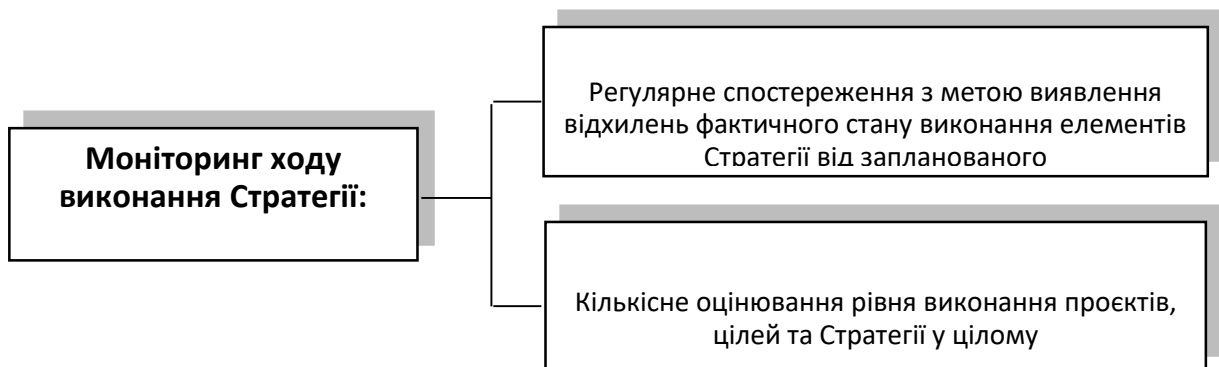 Моніторинг ходу
виконання Стратегії:
Регулярне спостереження з метою виявлення
відхилень фактичного стану виконання елементів
Стратегії від запланованого
Кількісне оцінювання рівня виконання проєктів,
цілей та Стратегії у цілому